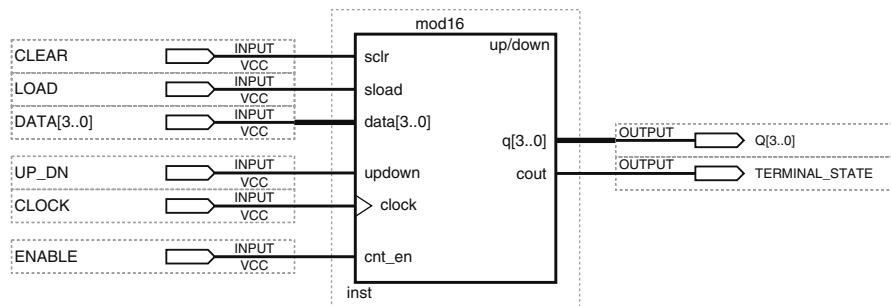 mod16
up/down
CLEAR INPUT VCC sclr
LOAD INPUT VCC sload
DATA[3..0] INPUT VCC data[3..0]
q[3..0] OUTPUT Q[3..0]
UP_DN INPUT VCC updown
cout OUTPUT TERMINAL_STATE
CLOCK INPUT VCC clock
ENABLE INPUT VCC cnt_en
inst